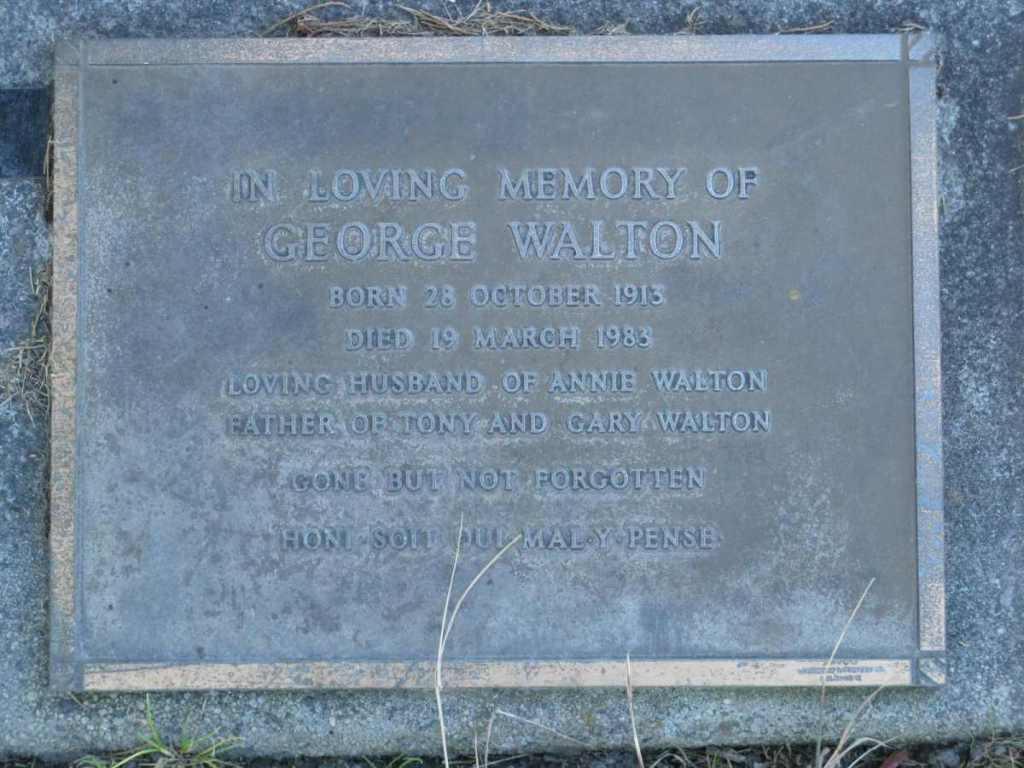 IN LOVING MEMORY OF
GEORGE WALTON
BORN 28 OCTOBER 1913
DIED 19 MARCH 1983
LOVING HUSBAND OF ANNIE WALTON
FATHER OF TONY AND GARY WALTON
GONE BUT NOT FORGOTTEN
HONI · SOIT · QUI · MAL · Y · PENSE